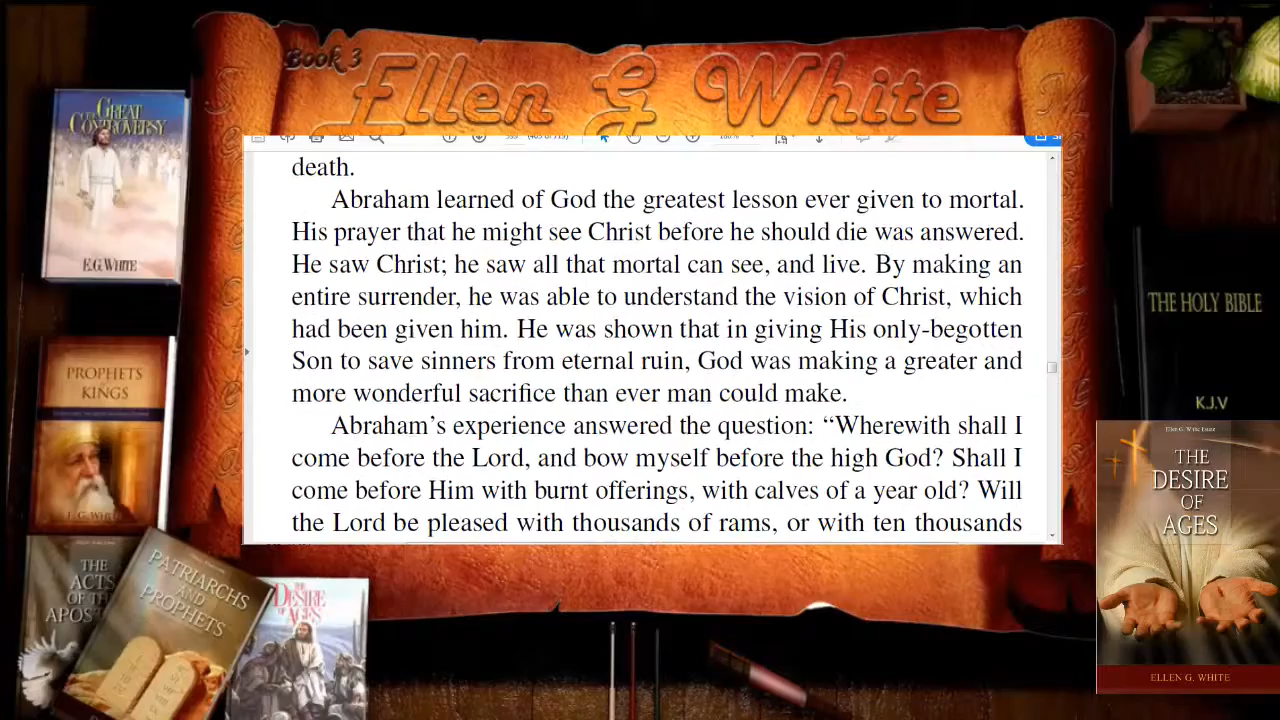 Book 3
Ellen G White
death.
Abraham learned of God the greatest lesson ever given to mortal.
His prayer that he might see Christ before he should die was answered.
He saw Christ; he saw all that mortal can see, and live. By making an
entire surrender, he was able to understand the vision of Christ, which
had been given him. He was shown that in giving His only-begotten
Son to save sinners from eternal ruin, God was making a greater and
more wonderful sacrifice than ever man could make.
Abraham’s experience answered the question: “Wherewith shall I
come before the Lord, and bow myself before the high God? Shall I
come before Him with burnt offerings, with calves of a year old? Will
the Lord be pleased with thousands of rams, or with ten thousands
GREAT
CONTROVERSY
E.G. WHITE
PROPHETS
KINGS
E.G. WHITE
THE
ACTS
OF THE
APOST
PATRIARCHS
AND
PROPHETS
THE
DESIRE
OF AGES
THE HOLY BIBLE
K.J.V
Ellen G. White Estate
THE
DESIRE
OF
AGES
ELLEN G. WHITE